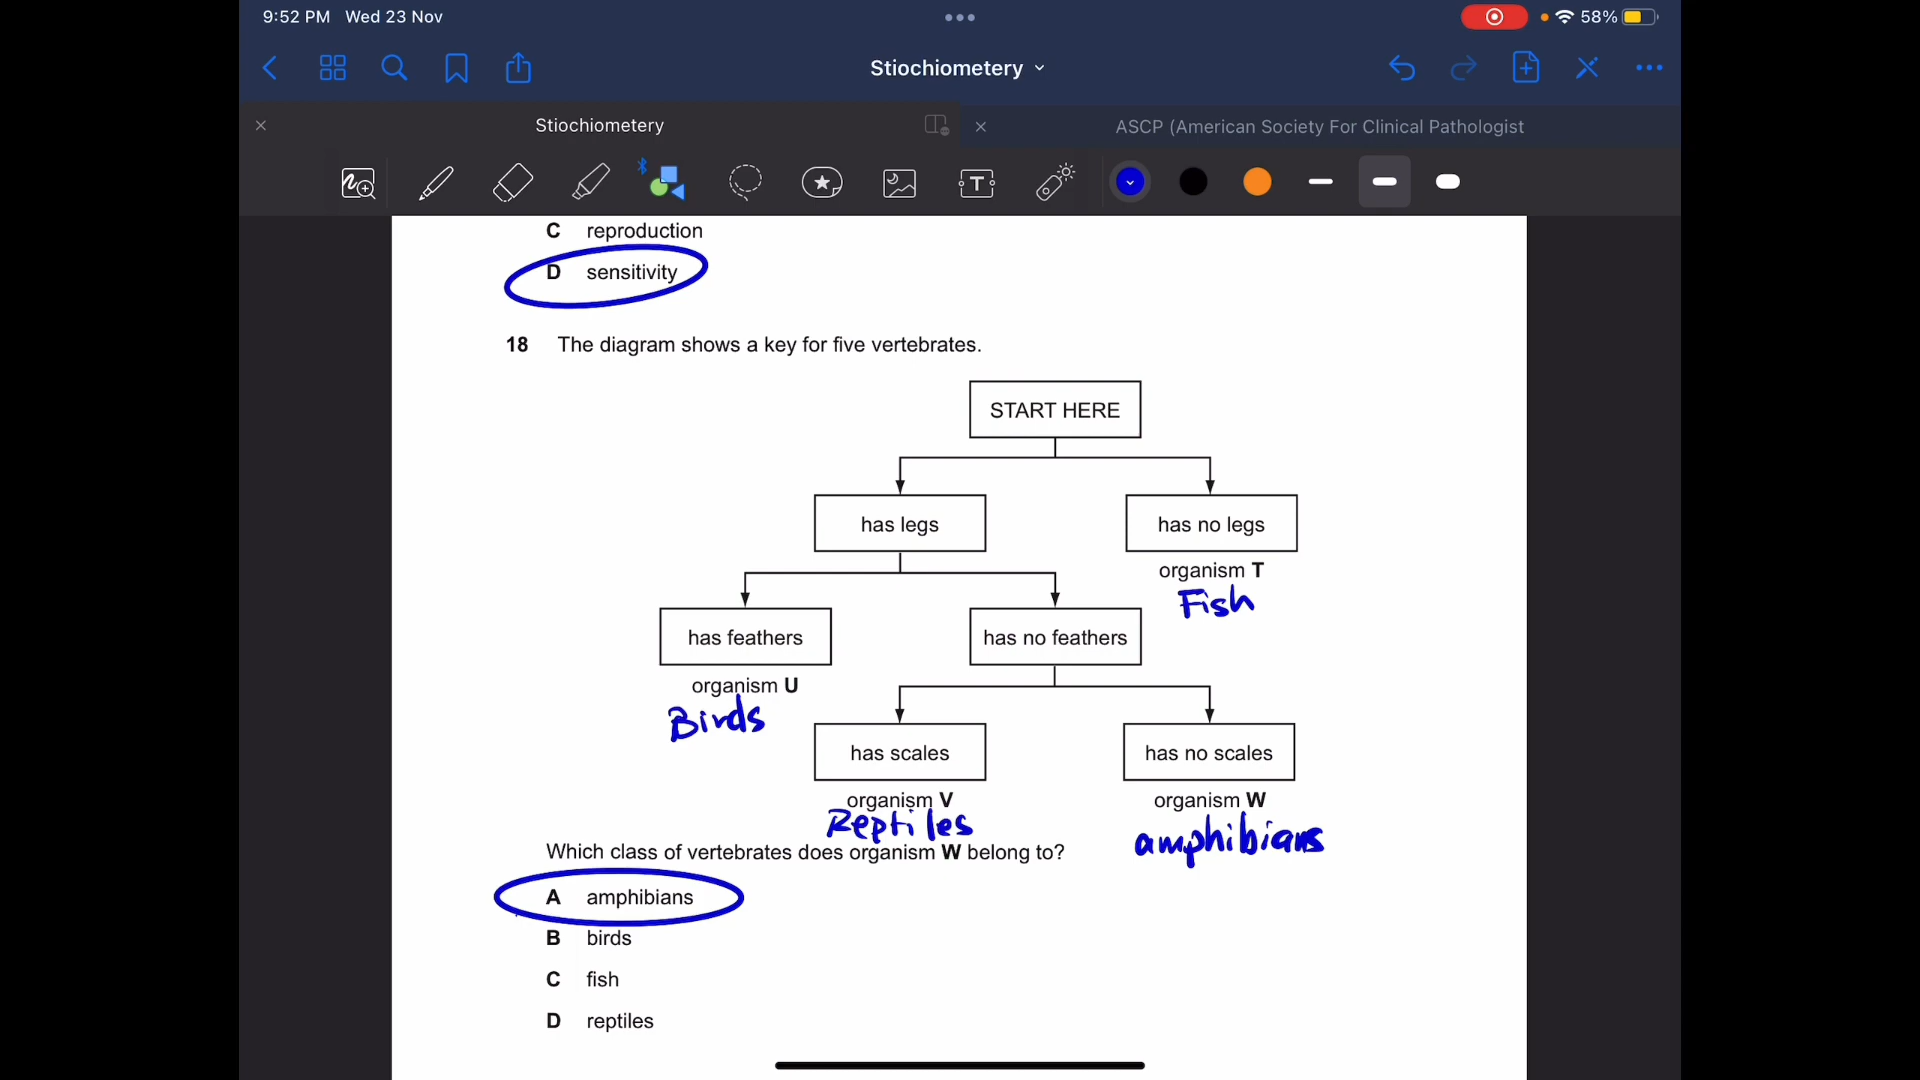 9:52 PM Wed 23 Nov
58%
Stiochiometery
Stiochiometery
ASCP (American Society For Clinical Pathologist
T
C reproduction
D sensitivity
18 The diagram shows a key for five vertebrates.
START HERE
has legs
has no legs
organism T
Fish
has feathers
has no feathers
organism U
Birds
has scales
has no scales
organism V
organism W
Reptiles
amphibians
Which class of vertebrates does organism W belong to?
A amphibians
B birds
C fish
D reptiles